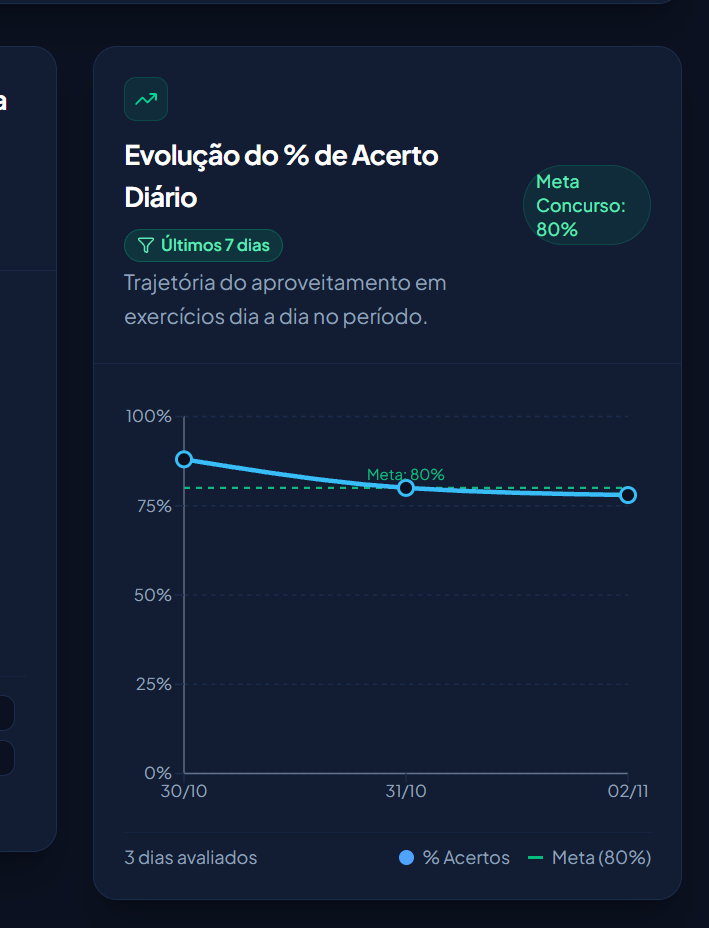 a
Evolução do % de Acerto
Diário
Últimos 7 dias
Trajetória do aproveitamento em
exercícios dia a dia no período.
Meta
Concurso:
80%
100%
Meta: 80%
75%
50%
25%
0%
30/10 31/10 02/11
3 dias avaliados % Acertos Meta (80%)